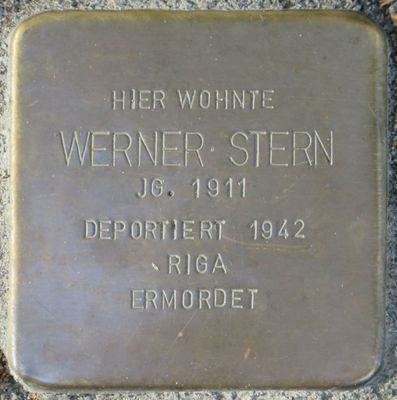 HIER WOHNTE
WERNER STERN
JG. 1911
DEPORTIERT 1942
RIGA
ERMORDET